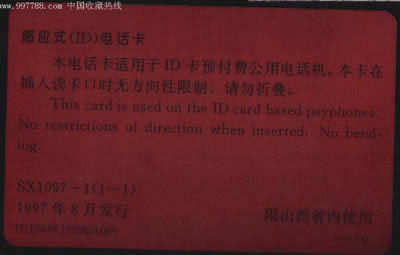 www.997788.com 中国收藏热线
感应式(ID)电话卡
本电话卡适用于ID卡预付费公用电话机。本卡在
插入读卡口时无方向性限制，请勿折叠。
This card is used on the ID card based payphones.
No restrictions of direction when inserted. No bend-
ing.
SX1997-1(1-1)
1997年8月发行
限山西省内使用
TELEBRAS TECHNOLOGY